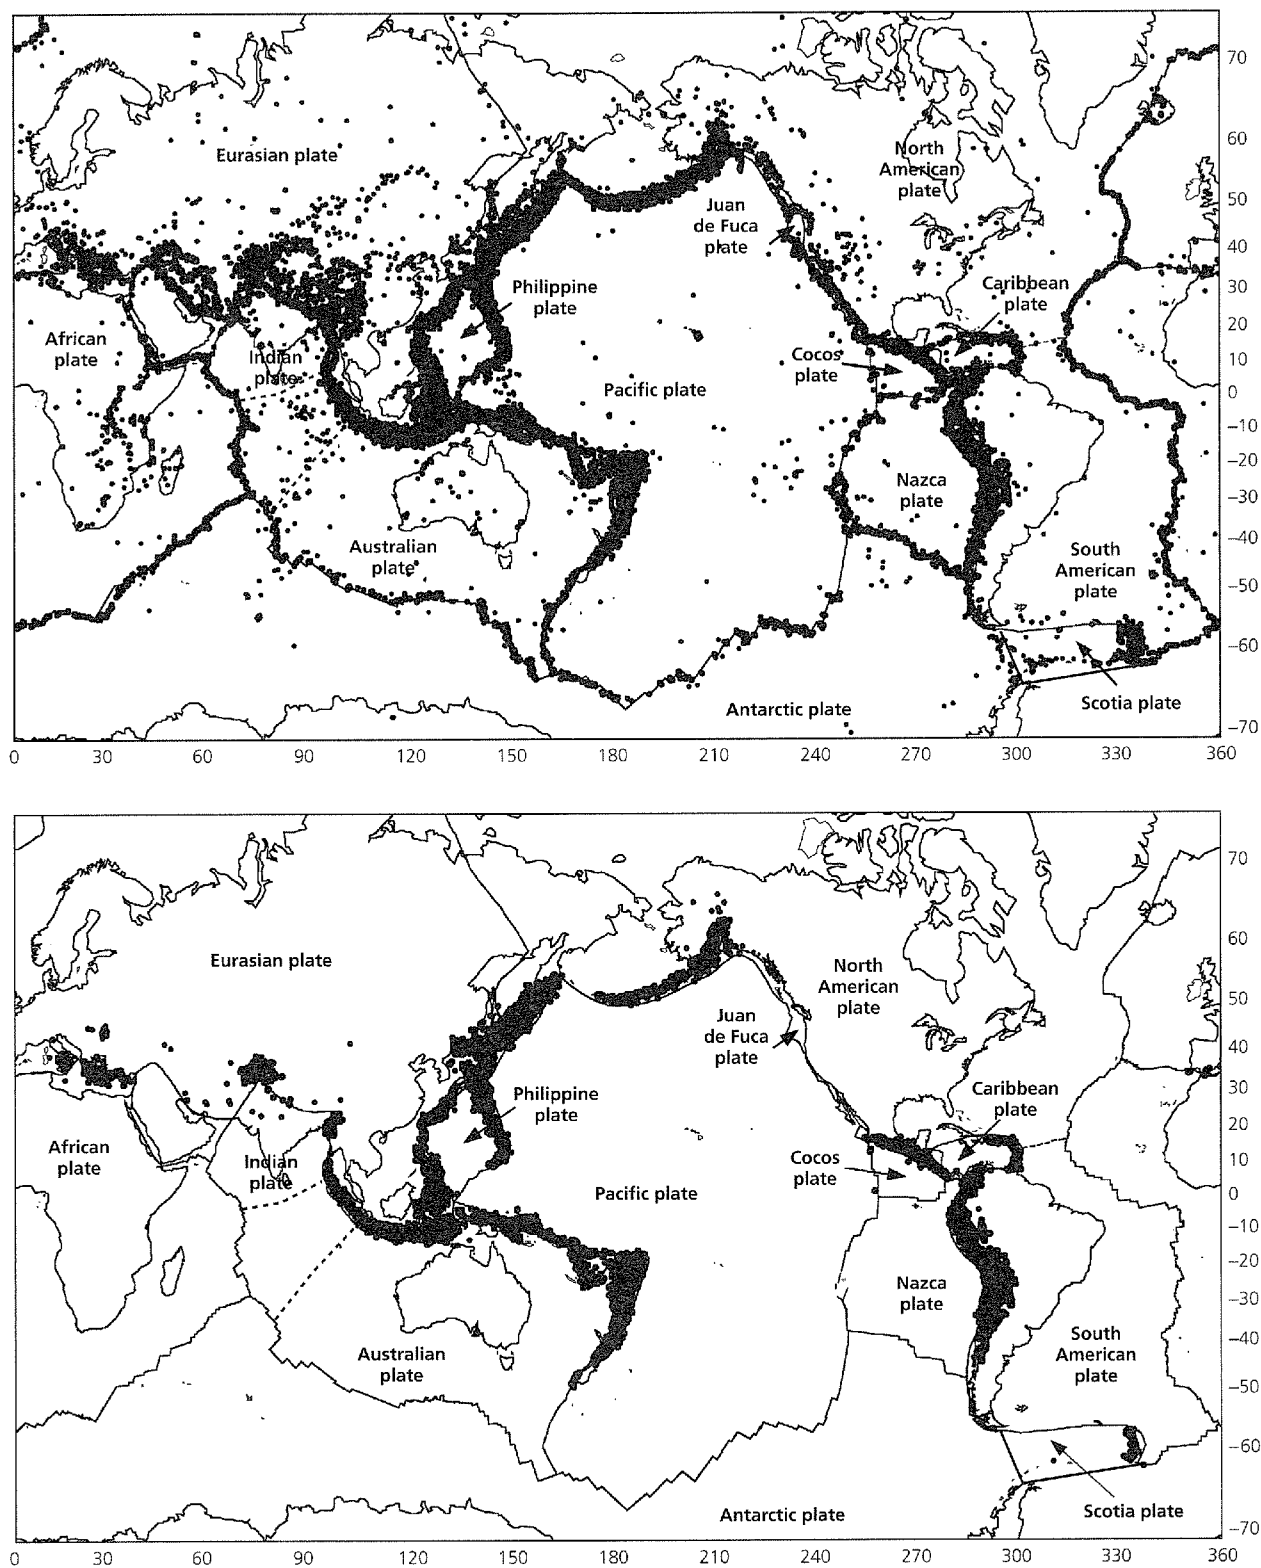 70
60
Eurasian plate
North
American
plate
50
Juan
de Fuca
plate
40
Philippine
plate
Caribbean
plate
30
20
African
plate
Indian
plate
Cocos
plate
10
Pacific plate
0
−10
−20
Nazca
plate
−30
−40
Australian
plate
South
American
plate
−50
−60
Scotia plate
Antarctic plate
−70
0 30 60 90 120 150 180 210 240 270 300 330 360
70
60
Eurasian plate
North
American
plate
50
Juan
de Fuca
plate
40
Philippine
plate
Caribbean
plate
30
20
African
plate
Indian
plate
Cocos
plate
10
Pacific plate
0
−10
−20
Nazca
plate
−30
−40
Australian
plate
South
American
plate
−50
−60
Scotia plate
Antarctic plate
−70
0 30 60 90 120 150 180 210 240 270 300 330 360